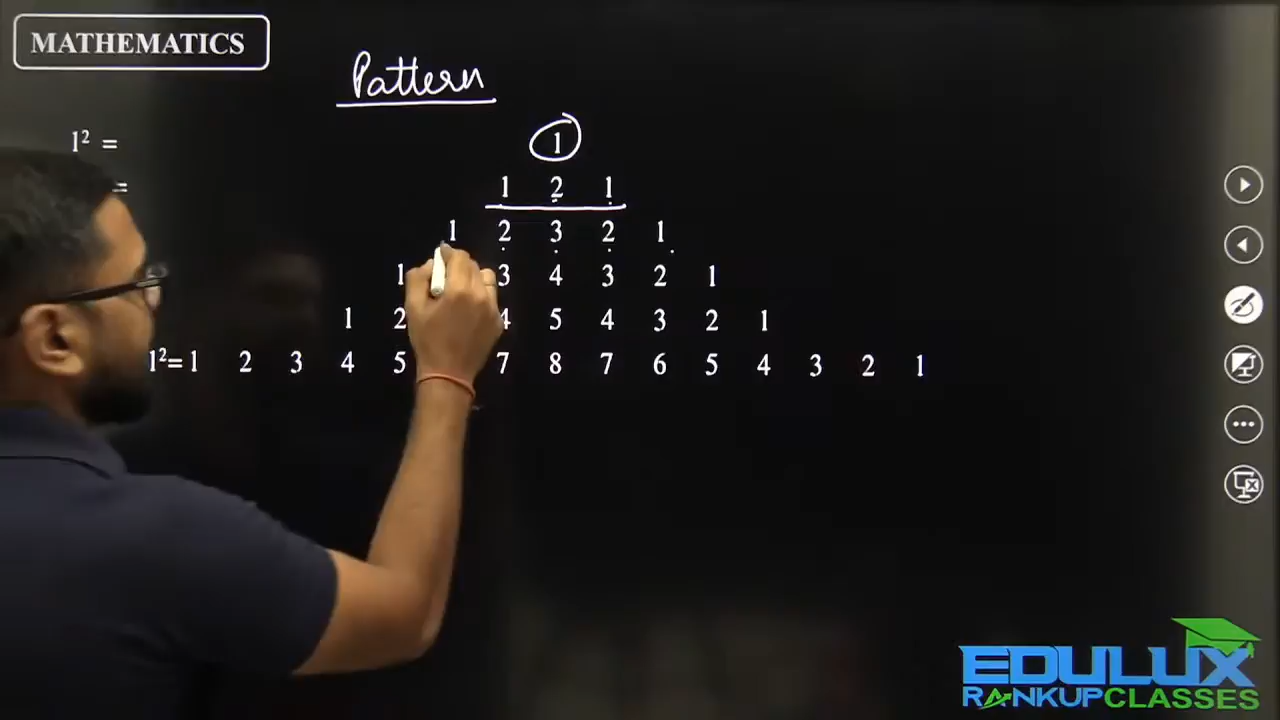 MATHEMATICS
Pattern
1² = 1
= 1 2 1
1 2 3 2 1
1 3 4 3 2 1
1 2 4 5 4 3 2 1
1²= 1 2 3 4 5 7 8 7 6 5 4 3 2 1
EDULUX
RANKUPCLASSES